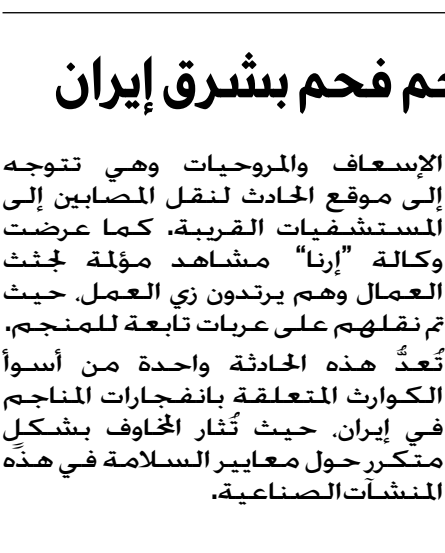 حم فحم بشرق إيران
الإسعاف والمروحيات وهي تتوجه
إلى موقع الحادث لنقل المصابين إلى
المستشفيات القريبة. كما عرضت
وكالة "إرنا" مشاهد مؤلمة لجثث
العمال وهم يرتدون زي العمل، حيث
تم نقلهم على عربات تابعة للمنجم.
تُعدُّ هذه الحادثة واحدة من أسوأ
الكوارث المتعلقة بانفجارات المناجم
في إيران، حيث تُثار المخاوف بشكلٍ
متكرر حول معايير السلامة في هذه
المنشآت الصناعية.